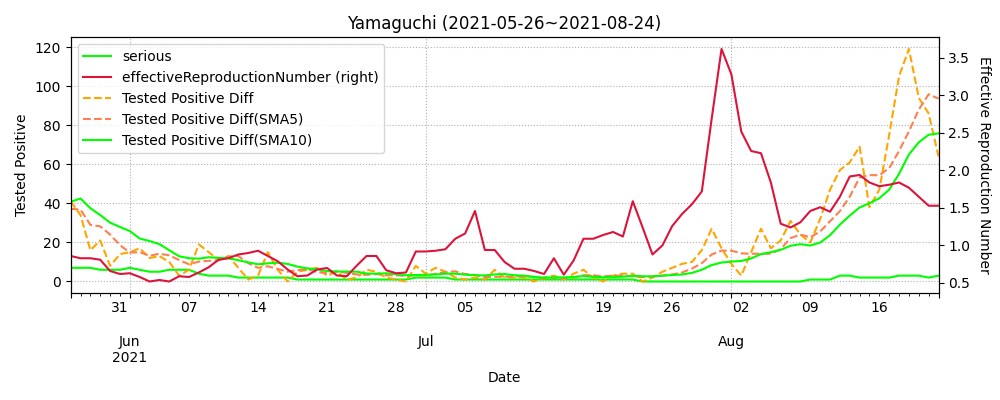 Yamaguchi (2021-05-26~2021-08-24)
serious
effectiveReproductionNumber (right)
Tested Positive Diff
Tested Positive Diff(SMA5)
Tested Positive Diff(SMA10)
Tested Positive
120
100
80
60
40
20
0
3.5
3.0
2.5
2.0
1.5
1.0
0.5
Effective Reproduction Number
31 07 14 21 28 05 12 19 26 02 09 16
Jun Jul Aug
2021
Date